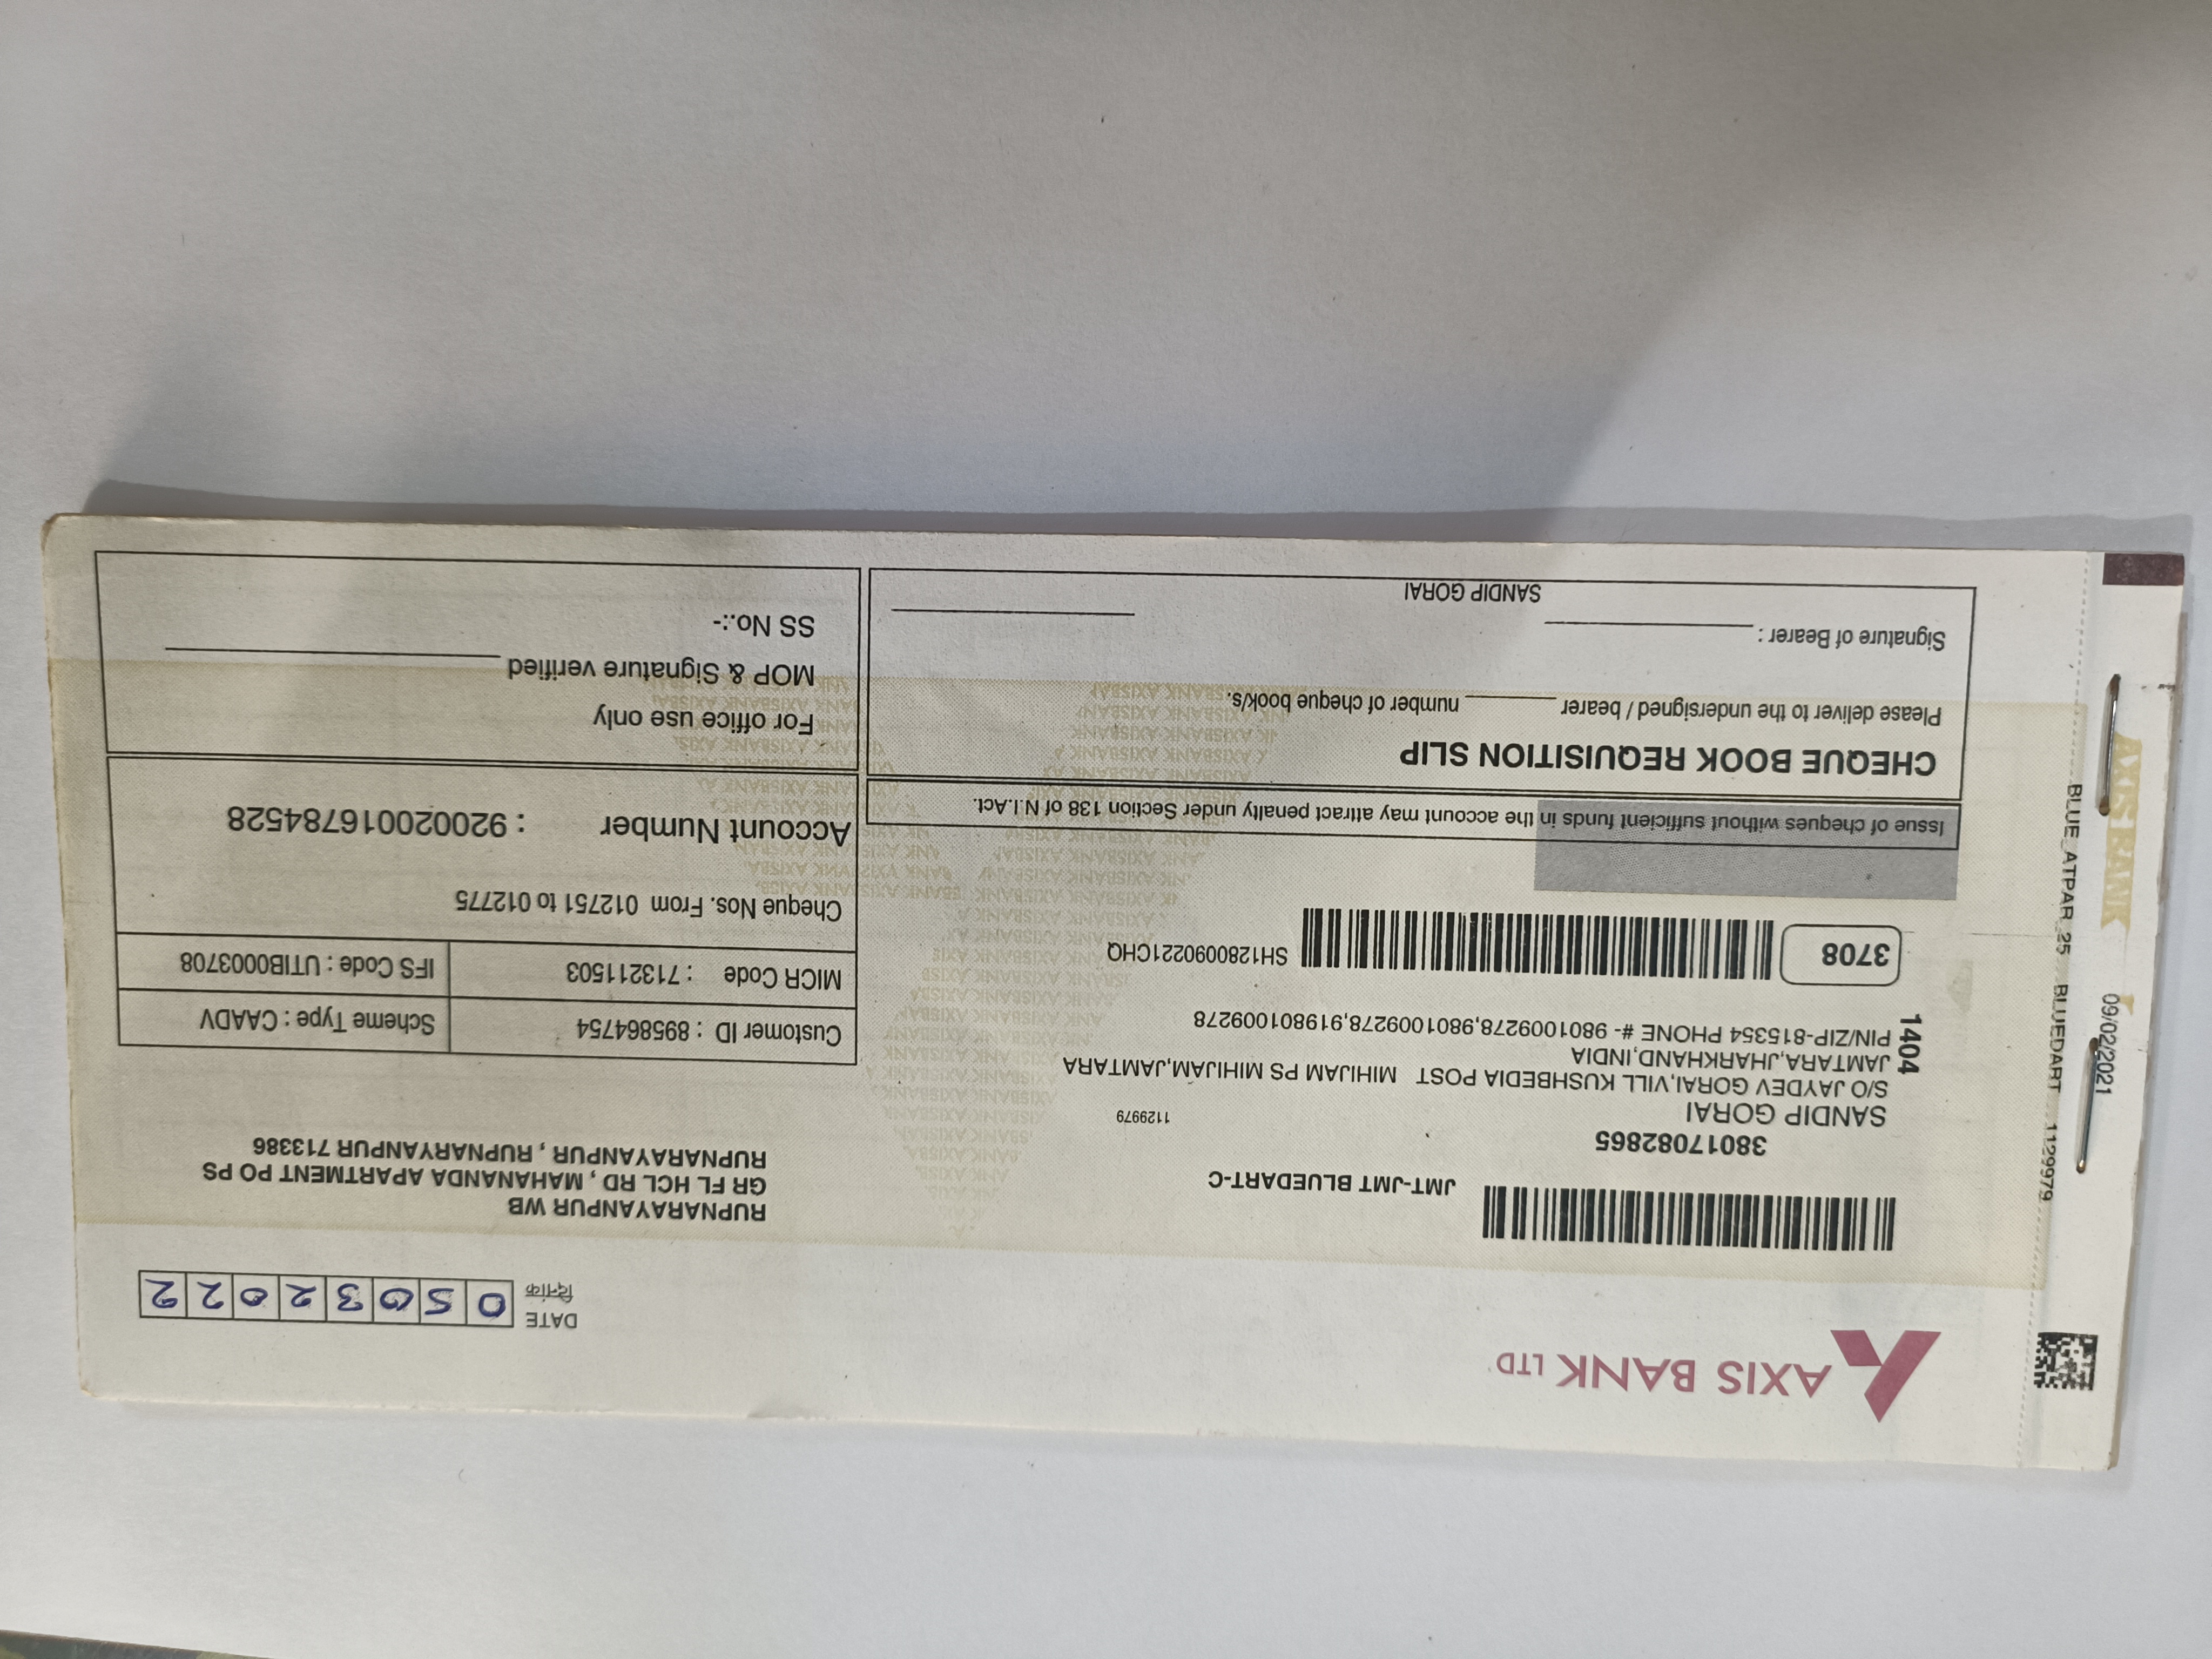 AXIS BANK LTD
DATE
दिनांक
05032022
JMT-JMT BLUEDART-C
38017082865
1129979
SANDIP GORAI
S/O JAYDEV GORAI,VILL KUSHBEDIA POST MIHIJAM PS MIHIJAM,JAMTARA
JAMTARA,JHARKHAND,INDIA
PIN/ZIP-815354 PHONE #- 9801009278,9801009278,919801009278
1404
3708
SH1280090221CHQ
RUPNARAYANPUR WB
GR FL HCL RD , MAHANANDA APARTMENT PO PS
RUPNARAYANPUR , RUPNARYANPUR 713386
Customer ID : 895864754
Scheme Type : CAADV
MICR Code : 713211503
IFS Code : UTIB0003708
Cheque Nos. From 012751 to 012775
Account Number : 920020016784528
Issue of cheques without sufficient funds in the account may attract penalty under Section 138 of N.I.Act.
CHEQUE BOOK REQUISITION SLIP
Please deliver to the undersigned / bearer number of cheque book/s.
Signature of Bearer :
SANDIP GORAI
For office use only
MOP & Signature verified
SS No.:-
09/02/2021
BLUE_ATPAR_25 BLUEDART 1129979
AXIS BANK